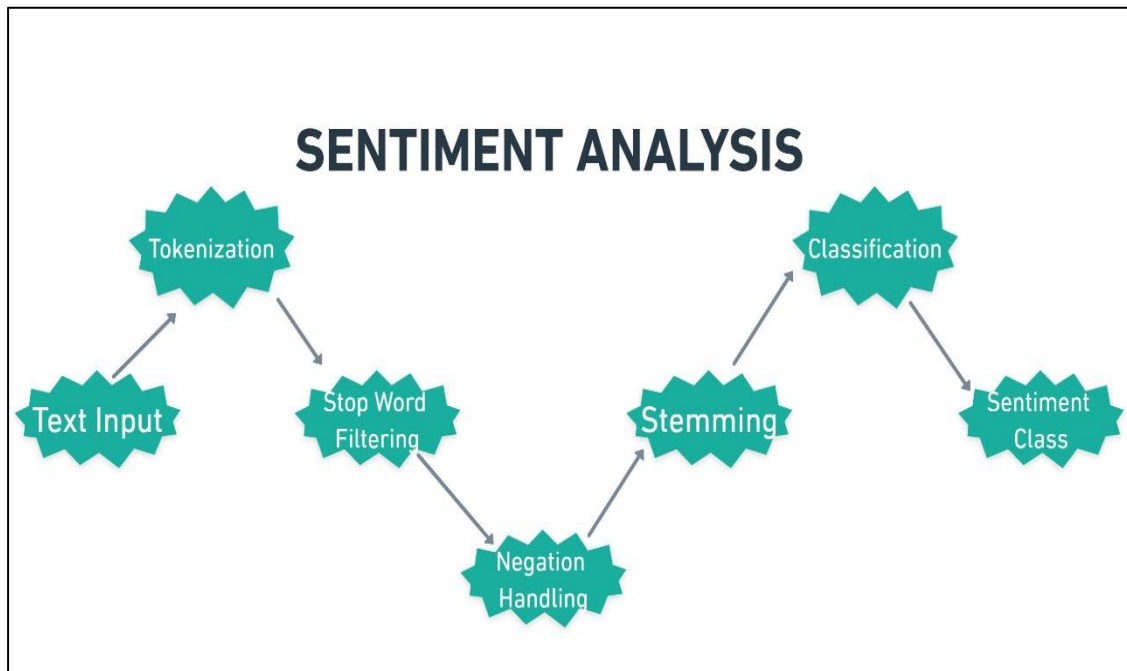 SENTIMENT ANALYSIS
Tokenization
Classification
Text Input
Stop Word
Filtering
Stemming
Sentiment
Class
Negation
Handling